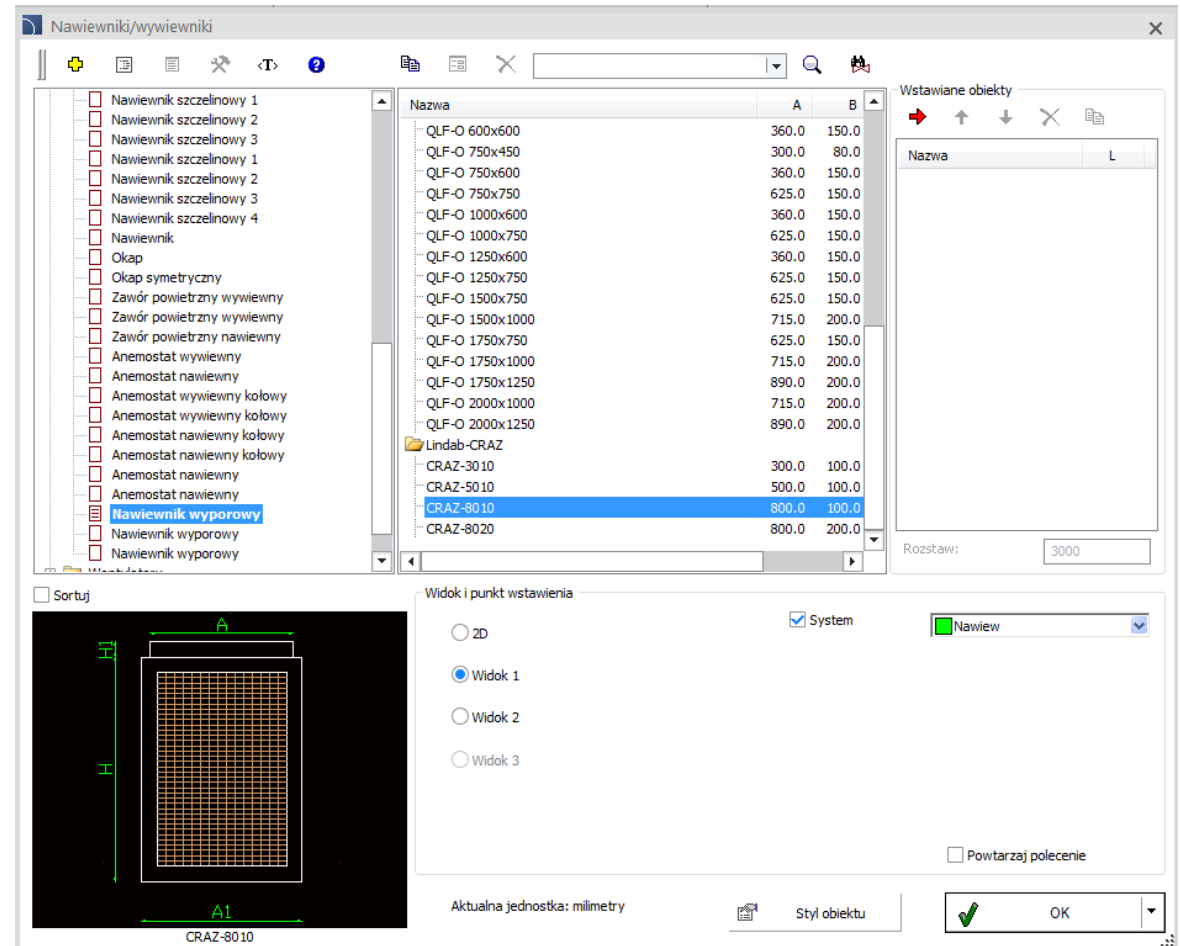 Nawiewniki/wywiewniki
<T>
Nawiewnik szczelinowy 1
Nawiewnik szczelinowy 2
Nawiewnik szczelinowy 3
Nawiewnik szczelinowy 1
Nawiewnik szczelinowy 2
Nawiewnik szczelinowy 3
Nawiewnik szczelinowy 4
Nawiewnik
Okap
Okap symetryczny
Zawór powietrzny wywiewny
Zawór powietrzny wywiewny
Zawór powietrzny nawiewny
Anemostat wywiewny
Anemostat nawiewny
Anemostat wywiewny kołowy
Anemostat wywiewny kołowy
Anemostat nawiewny kołowy
Anemostat nawiewny kołowy
Anemostat nawiewny
Anemostat nawiewny
Nawiewnik wyporowy
Nawiewnik wyporowy
Nawiewnik wyporowy
Nazwa A B
QLF-O 600x600 360.0 150.0
QLF-O 750x450 300.0 80.0
QLF-O 750x600 360.0 150.0
QLF-O 750x750 625.0 150.0
QLF-O 1000x600 360.0 150.0
QLF-O 1000x750 625.0 150.0
QLF-O 1250x600 360.0 150.0
QLF-O 1250x750 625.0 150.0
QLF-O 1500x750 625.0 150.0
QLF-O 1500x1000 715.0 200.0
QLF-O 1750x750 625.0 150.0
QLF-O 1750x1000 715.0 200.0
QLF-O 1750x1250 890.0 200.0
QLF-O 2000x1000 715.0 200.0
QLF-O 2000x1250 890.0 200.0
Lindab-CRAZ
CRAZ-3010 300.0 100.0
CRAZ-5010 500.0 100.0
CRAZ-8010 800.0 100.0
CRAZ-8020 800.0 200.0
Wstawiane obiekty
Nazwa L
Rozstaw: 3000
Sortuj
A
H1
H
A1
CRAZ-8010
Widok i punkt wstawienia
2D
Widok 1
Widok 2
Widok 3
System
Nawiew
Powtarzaj polecenie
Aktualna jednostka: milimetry
Styl obiektu
OK